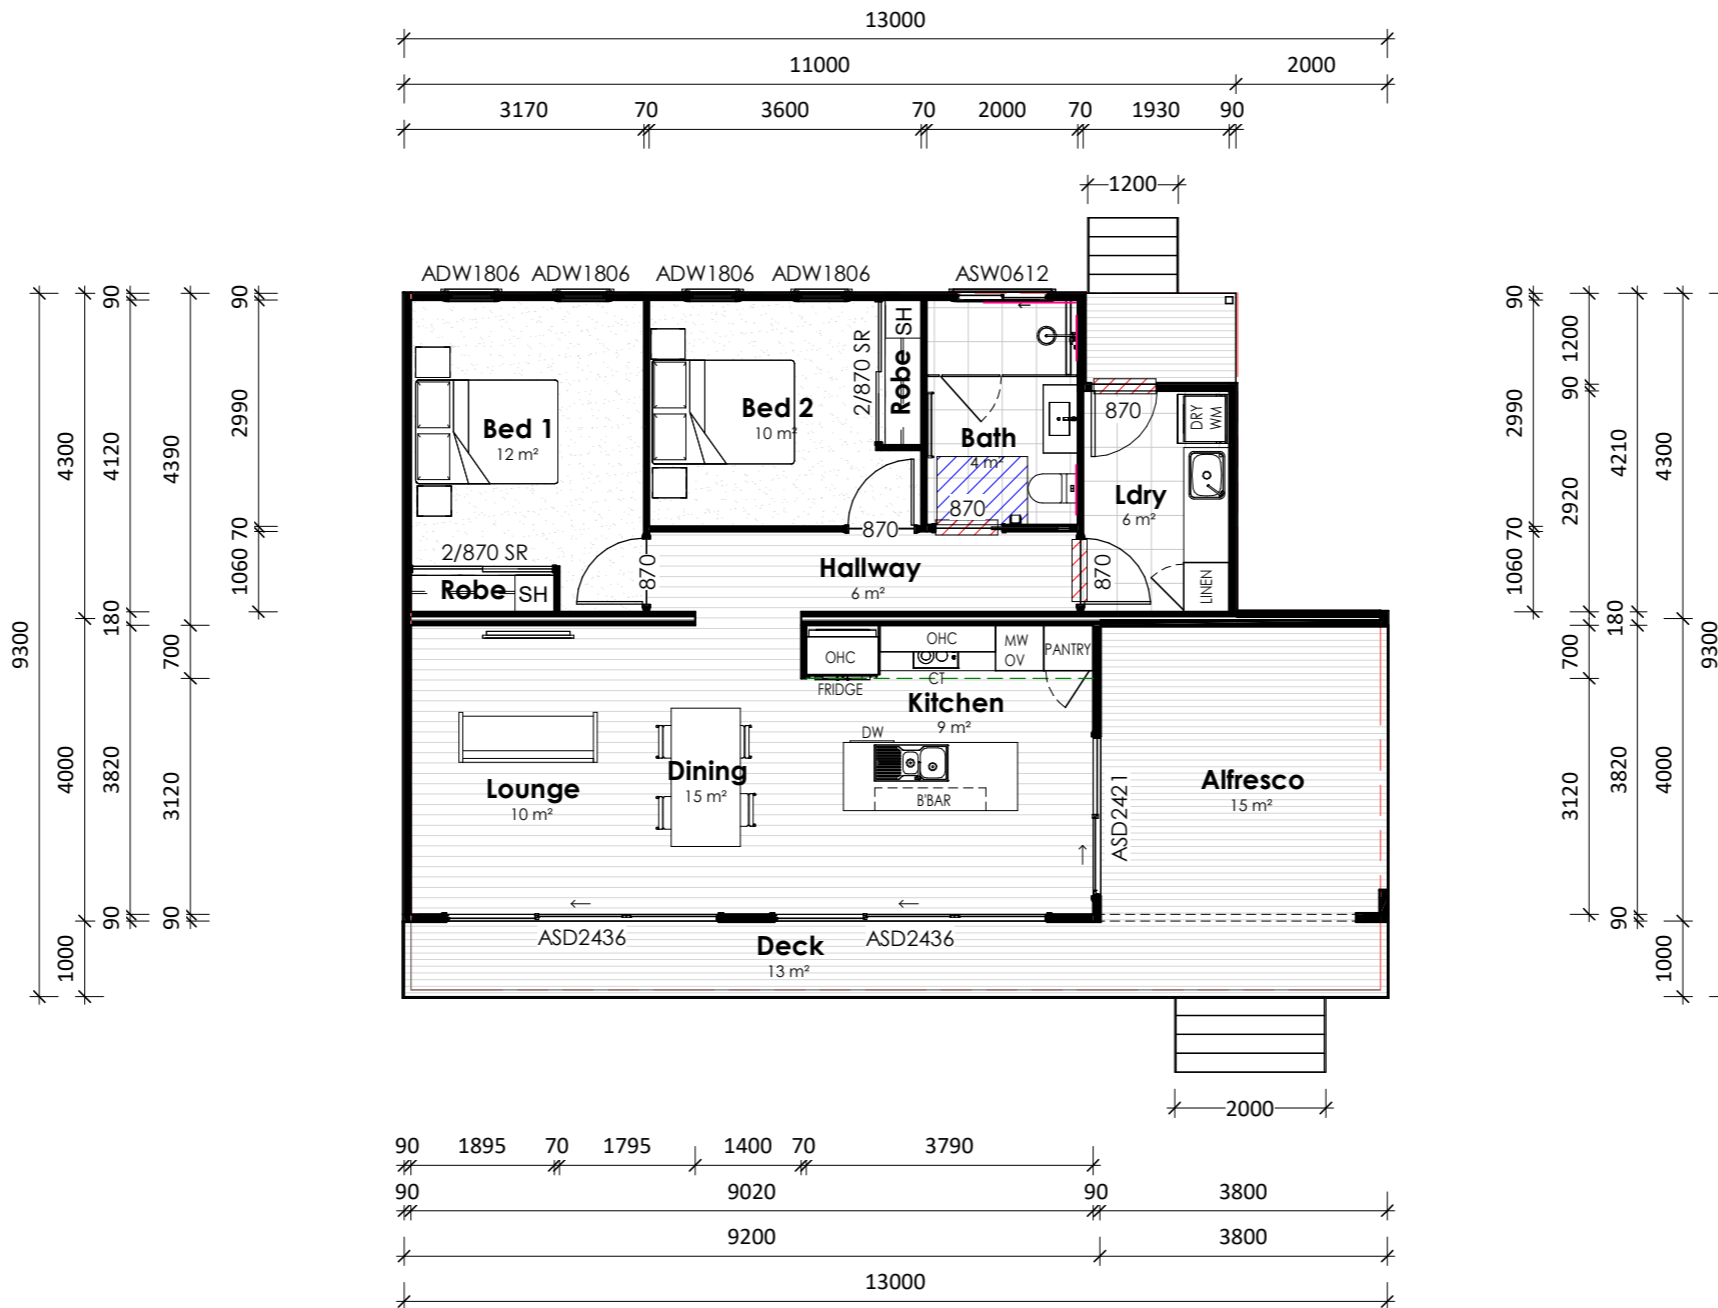 13000
11000 2000
3170 70 3600 70 2000 70 1930 90
1200
ADW1806 ADW1806 ADW1806 ADW1806 ASW0612
9300
4300 4000 1000
90 4120 180 3820 90
4390 700 3120 90
90 2990 70 1060
Bed 1
12 m²
2/870 SR
Robe SH
870
Bed 2
10 m²
2/870 SR
Robe SH
870
Bath
4 m²
870
Hallway
6 m²
870
870
DRY
WM
Ldry
6 m²
LINEN
OHC
FRIDGE
OHC
CT
MW
OV
PANTRY
Kitchen
9 m²
DW
B'BAR
Lounge
10 m²
Dining
15 m²
ASD2421
Alfresco
15 m²
ASD2436
ASD2436
Deck
13 m²
90 2990 70 1060
1200 90 2920 700 3120
4210 180 3820 90
4300 4000 1000
9300
2000
90 1895 70 1795 1400 70 3790
90 9020 90 3800
9200 3800
13000